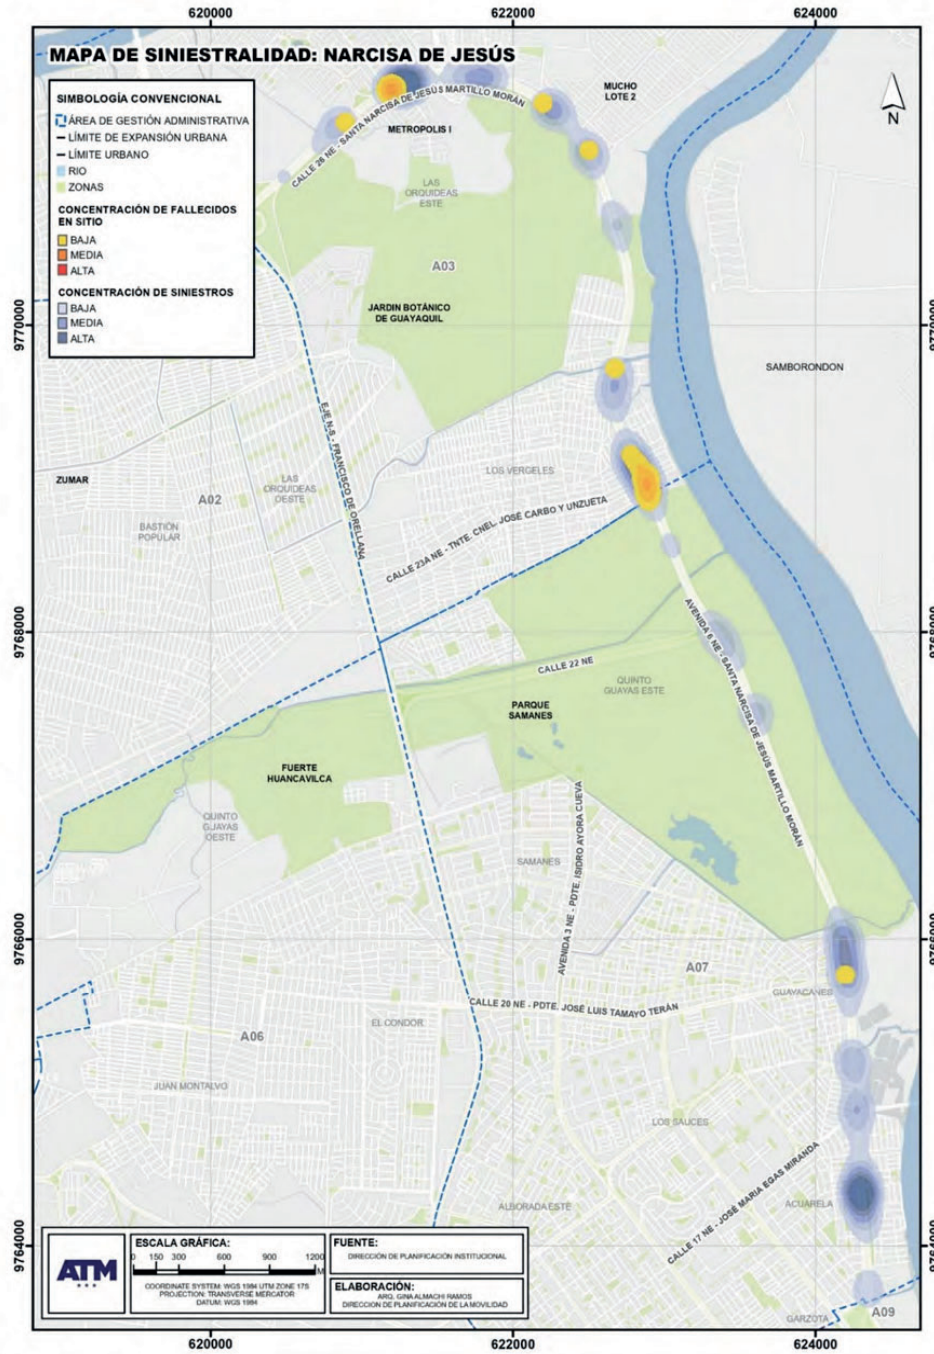 620000
622000
624000
MAPA DE SINIESTRALIDAD: NARCISA DE JESÚS
SIMBOLOGÍA CONVENCIONAL
ÁREA DE GESTIÓN ADMINISTRATIVA
LÍMITE DE EXPANSIÓN URBANA
LÍMITE URBANO
RIO
ZONAS
CONCENTRACIÓN DE FALLECIDOS
EN SITIO
BAJA
MEDIA
ALTA
CONCENTRACIÓN DE SINIESTROS
BAJA
MEDIA
ALTA
N
MUCHO
LOTE 2
CALLE 26 NE - SANTA NARCISA DE JESÚS MARTILLO MORÁN
METROPOLIS I
LAS
ORQUIDEAS
ESTE
A03
JARDIN BOTÁNICO
DE GUAYAQUIL
9770000
9770000
SAMBORONDON
EJE N-S - FRANCISCO DE ORELLANA
ZUMAR
A02
LAS
ORQUIDEAS
OESTE
LOS VERGELES
BASTIÓN
POPULAR
CALLE 23A NE - TNTE. CNEL. JOSÉ CARBO Y UNZUETA
9768000
9768000
AVENIDA 6 NE - SANTA NARCISA DE JESÚS MARTILLO MORÁN
CALLE 22 NE
QUINTO
GUAYAS ESTE
PARQUE
SAMANES
FUERTE
HUANCAVILCA
QUINTO
GUAYAS
OESTE
SAMANES
AVENIDA 3 NE - PDTE. ISIDRO AYORA CUEVA
9766000
9766000
A07
GUAYACANES
CALLE 20 NE - PDTE. JOSÉ LUIS TAMAYO TERÁN
EL CONDOR
A06
JUAN MONTALVO
LOS SAUCES
CALLE 17 NE - JOSÉ MARIA EGAS MIRANDA
ALBORADA ESTE
ACUARELA
9764000
9764000
A09
GARZOTA
ATM
ESCALA GRÁFICA:
0 150 300 600 900 1200
M
COORDINATE SYSTEM: WGS 1984 UTM ZONE 17S
PROJECTION: TRANSVERSE MERCATOR
DATUM: WGS 1984
FUENTE:
DIRECCIÓN DE PLANIFICACIÓN INSTITUCIONAL
ELABORACIÓN:
ARQ. GINA ALMACHI RAMOS
DIRECCION DE PLANIFICACIÓN DE LA MOVILIDAD
620000
622000
624000